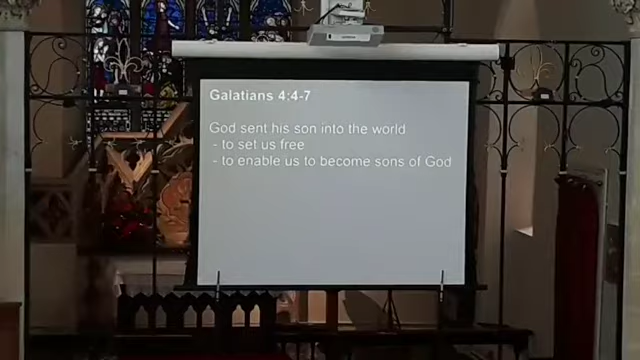 Galatians 4:4-7
God sent his son into the world
- to set us free
- to enable us to become sons of God